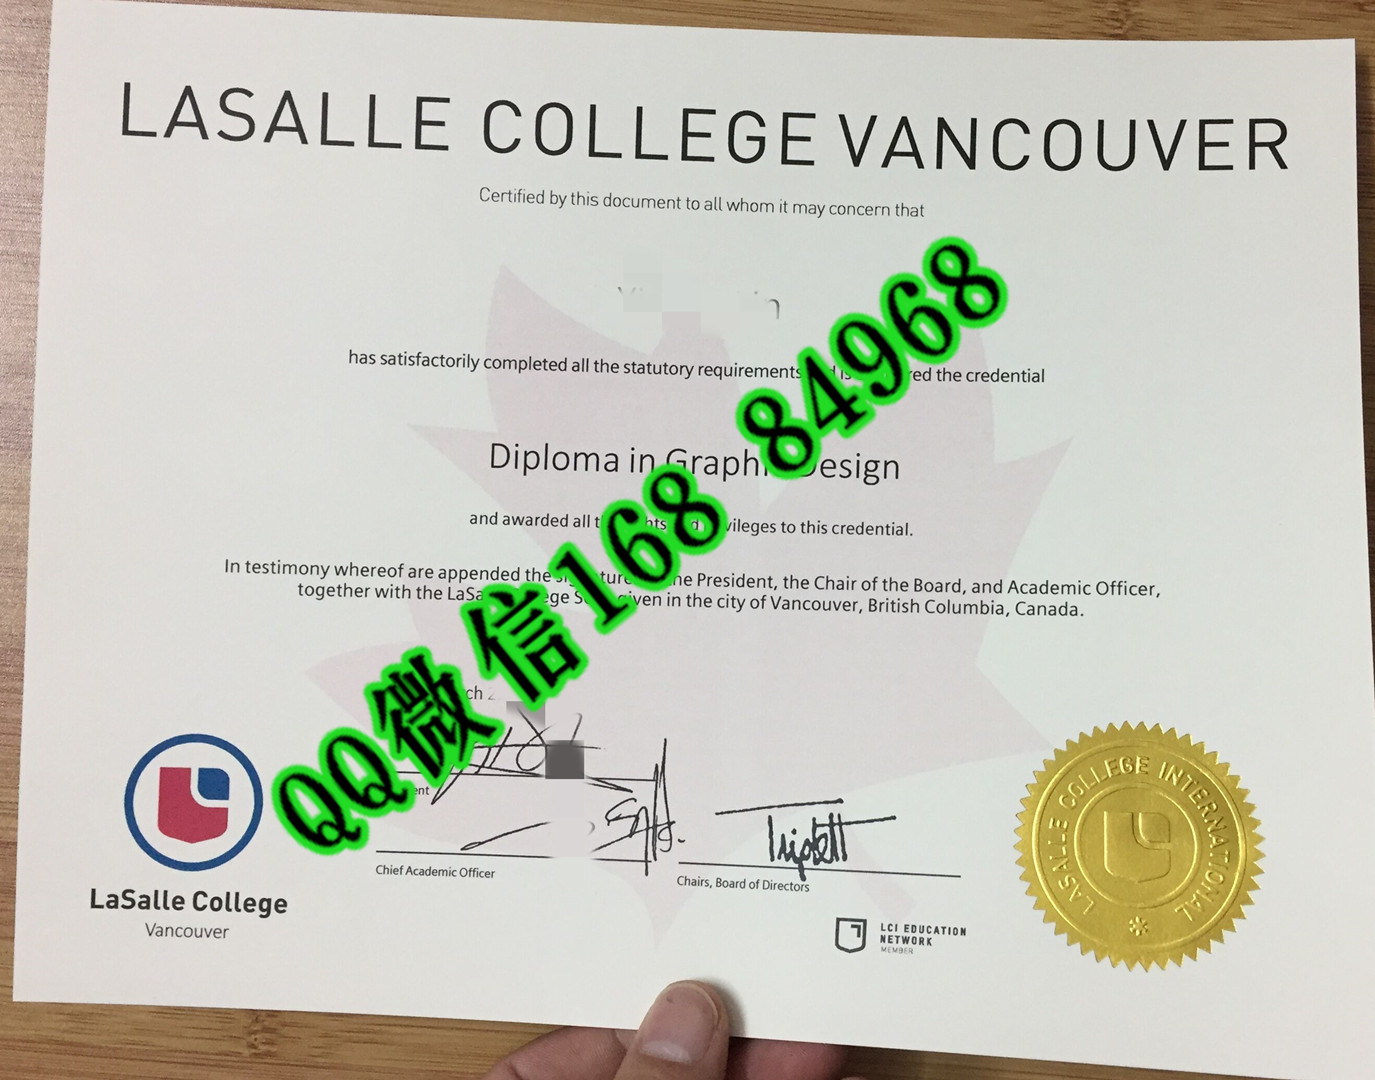 LASALLE COLLEGE VANCOUVER
Certified by this document to all whom it may concern that
has satisfactorily completed all the statutory requirements the credential
Diploma in Design
and awarded all to this credential.
In testimony whereof are appended the President, the Chair of the Board, and Academic Officer,
together with the in the city of Vancouver, British Columbia, Canada.
QQ微信168 84968
Chief Academic Officer
Chairs, Board of Directors
LaSalle College
Vancouver
LCI EDUCATION
NETWORK
MEMBER
LASALLE COLLEGE INTERNATIONAL